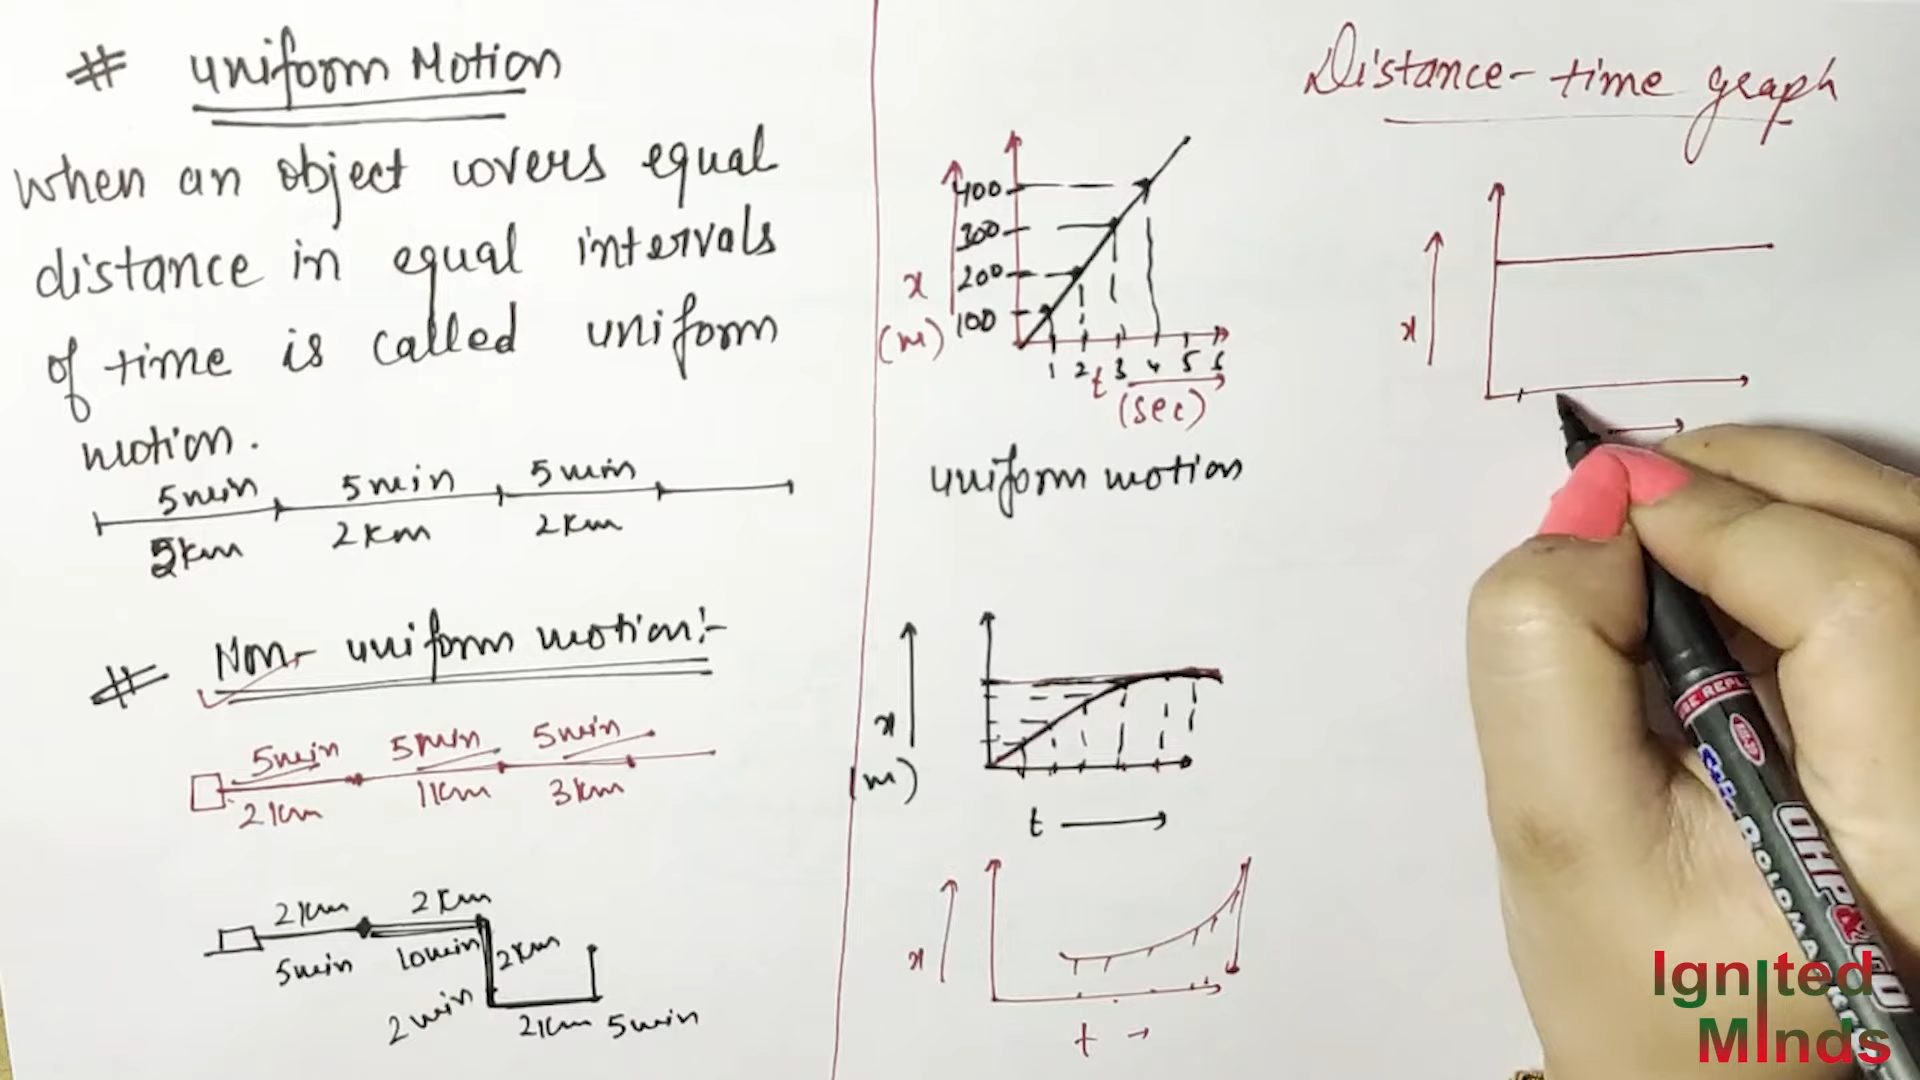 # Uniform Motion
When an object covers equal
distance in equal intervals
of time is called uniform
motion.
5min 5min 5min
2km 2km
# Non-uniform motion:-
5min 5min 5min
2km 1km 3km
2km 2km
5min 10min 2km
2min
2km 5min
Distance-time graph
400
300
200
100
x
(m)
1 2 3 4 5 6
t
(sec)
uniform motion
x
(m)
t
x
t
x
Ignited
Minds